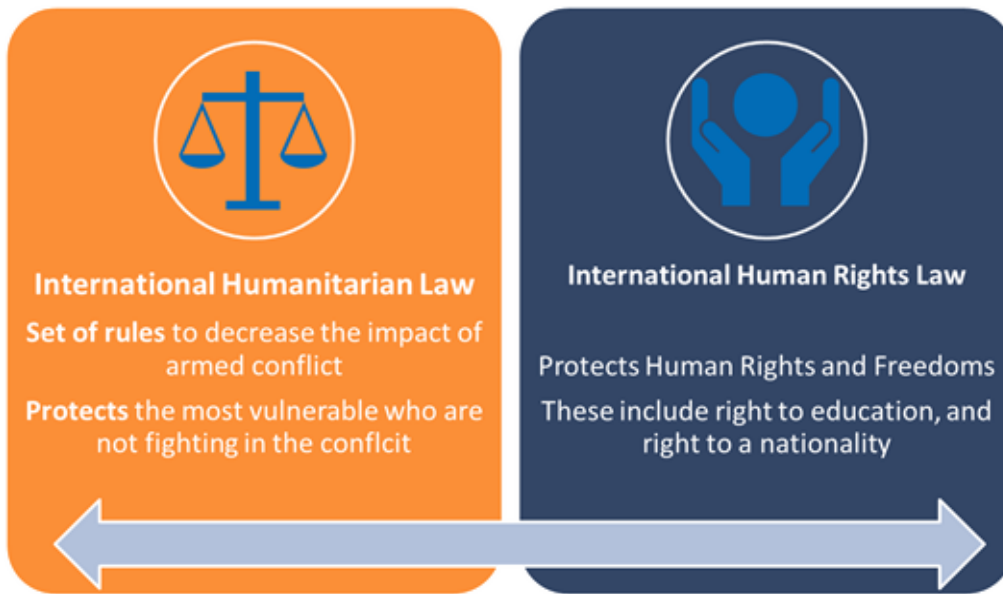 International Humanitarian Law
Set of rules to decrease the impact of
armed conflict
Protects the most vulnerable who are
not fighting in the conflcit
International Human Rights Law
Protects Human Rights and Freedoms
These include right to education, and
right to a nationality